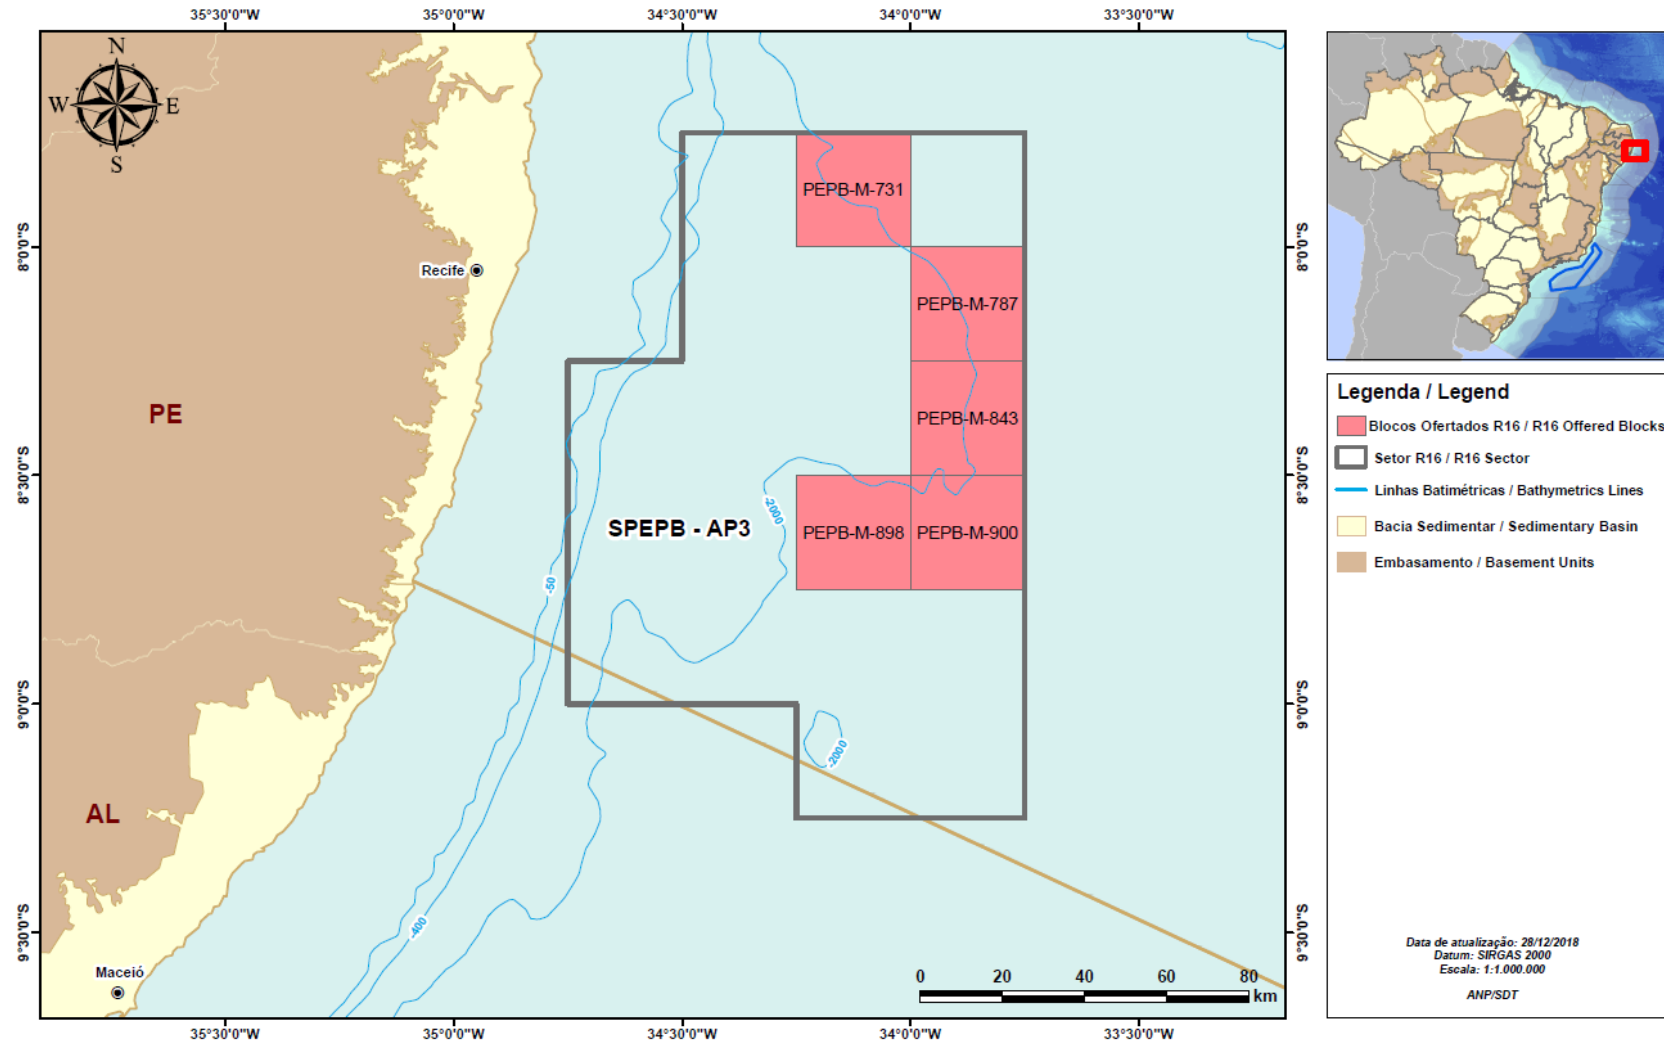 35°30'0"W 35°0'0"W 34°30'0"W 34°0'0"W 33°30'0"W
N
W E
S
PEPB-M-731
8°0'0"S 8°0'0"S
Recife
PEPB-M-787
PE
PEPB-M-843
8°30'0"S 8°30'0"S
-2000
SPEPB - AP3
PEPB-M-898 PEPB-M-900
-50
9°0'0"S 9°0'0"S
-2000
AL
-400
9°30'0"S 9°30'0"S
Maceió
0 20 40 60 80
km
35°30'0"W 35°0'0"W 34°30'0"W 34°0'0"W 33°30'0"W
Legenda / Legend
Blocos Ofertados R16 / R16 Offered Blocks
Setor R16 / R16 Sector
Linhas Batimétricas / Bathymetrics Lines
Bacia Sedimentar / Sedimentary Basin
Embasamento / Basement Units
Data de atualização: 28/12/2018
Datum: SIRGAS 2000
Escala: 1:1.000.000
ANP/SDT